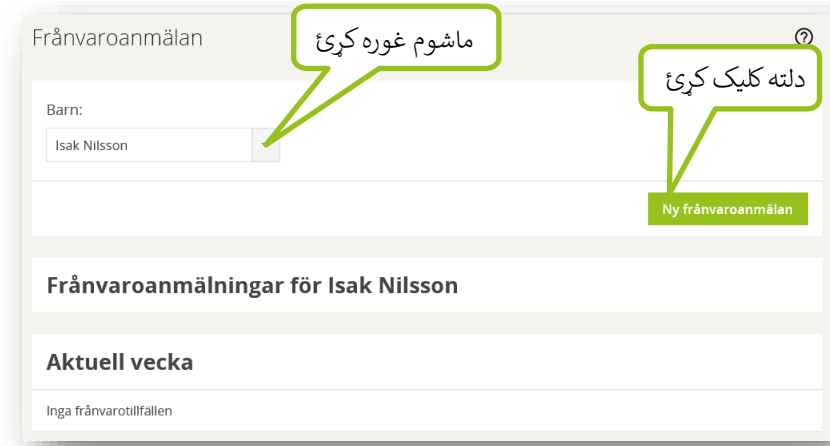 Frånvaroanmälan
ماشوم غوره کړئ
دلته کلیک کړئ
Barn:
Isak Nilsson
Ny frånvaroanmälan
Frånvaroanmälningar för Isak Nilsson
Aktuell vecka
Inga frånvarotillfällen